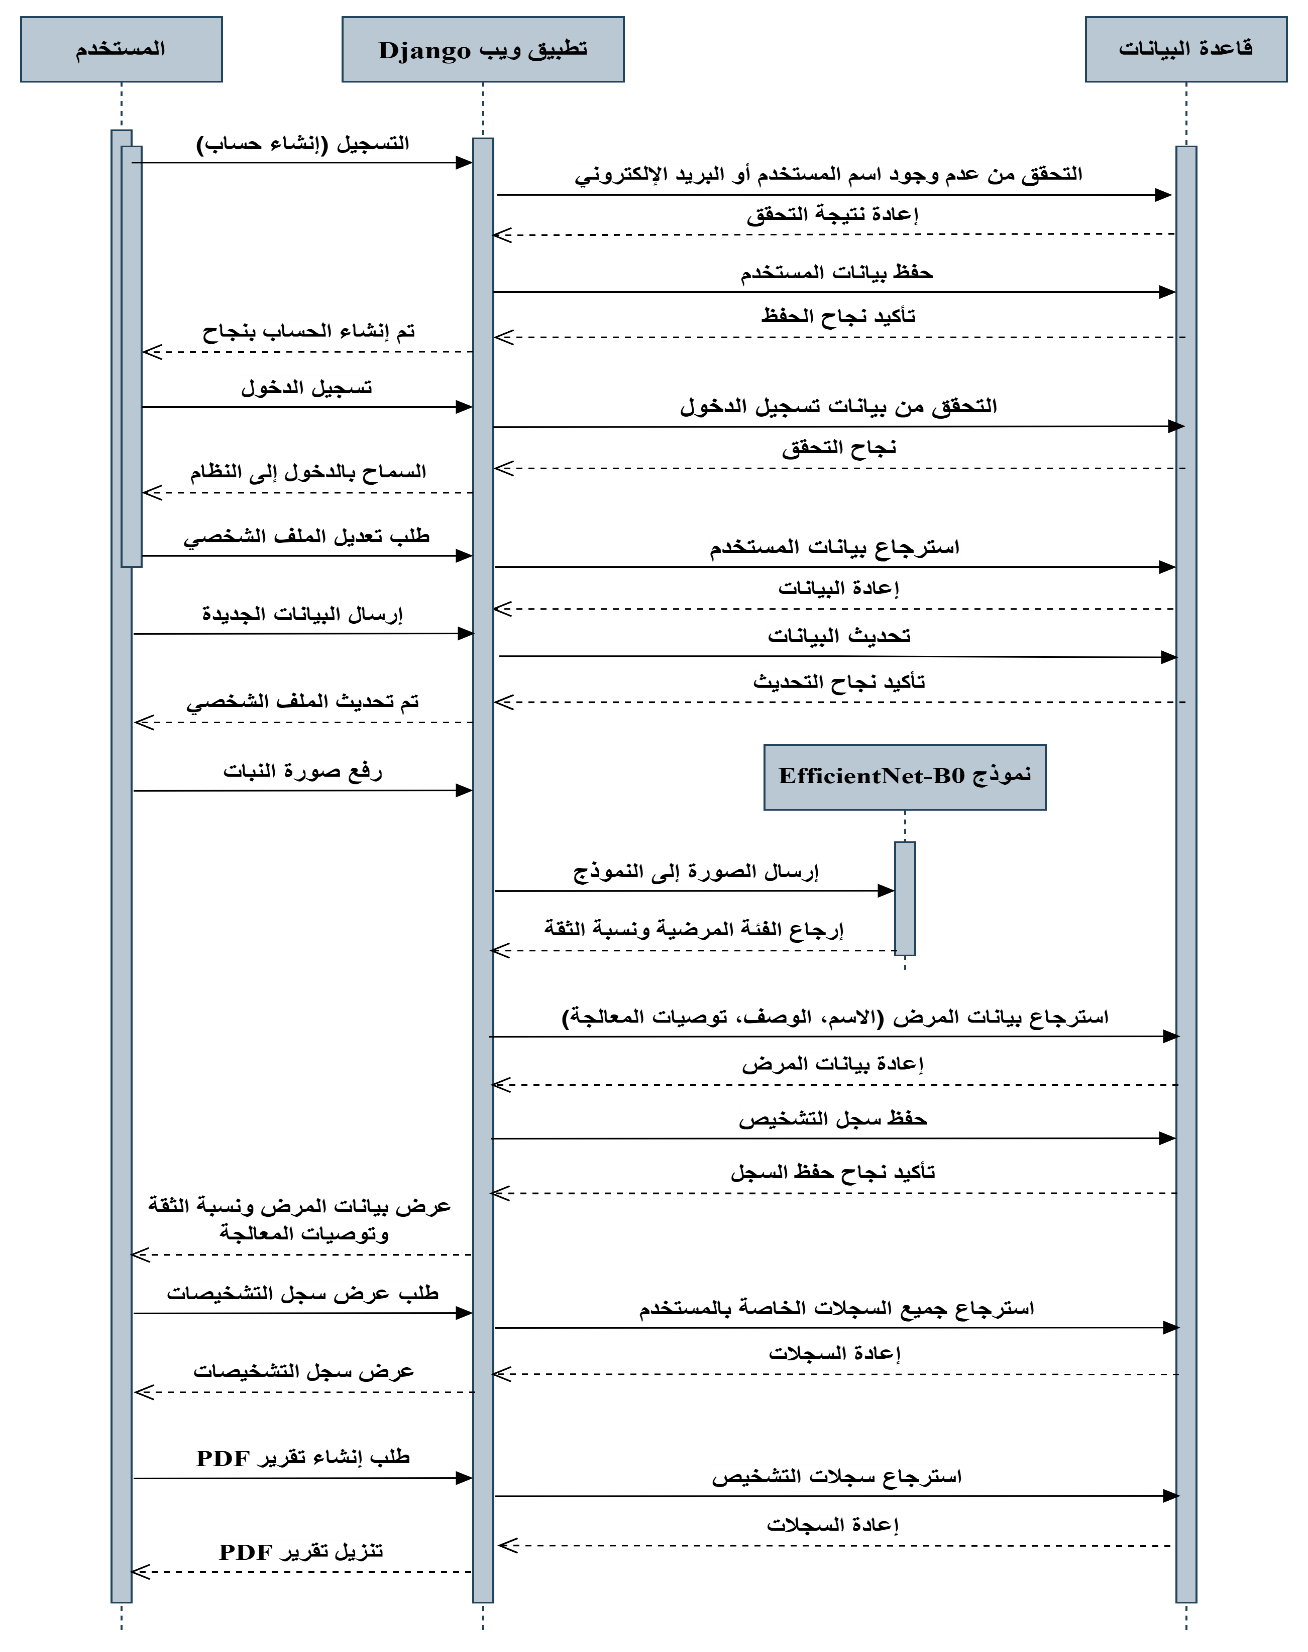 المستخدم
تطبيق ويب Django
قاعدة البيانات
التسجيل (إنشاء حساب)
التحقق من عدم وجود اسم المستخدم أو البريد الإلكتروني
إعادة نتيجة التحقق
حفظ بيانات المستخدم
تأكيد نجاح الحفظ
تم إنشاء الحساب بنجاح
تسجيل الدخول
التحقق من بيانات تسجيل الدخول
نجاح التحقق
السماح بالدخول إلى النظام
طلب تعديل الملف الشخصي
استرجاع بيانات المستخدم
إعادة البيانات
إرسال البيانات الجديدة
تحديث البيانات
تأكيد نجاح التحديث
تم تحديث الملف الشخصي
رفع صورة النبات
نموذج EfficientNet-B0
إرسال الصورة إلى النموذج
إرجاع الفئة المرضية ونسبة الثقة
استرجاع بيانات المرض (الاسم، الوصف، توصيات المعالجة)
إعادة بيانات المرض
حفظ سجل التشخيص
تأكيد نجاح حفظ السجل
عرض بيانات المرض ونسبة الثقة
وتوصيات المعالجة
طلب عرض سجل التشخيصات
استرجاع جميع السجلات الخاصة بالمستخدم
إعادة السجلات
عرض سجل التشخيصات
طلب إنشاء تقرير PDF
استرجاع سجلات التشخيص
إعادة السجلات
تنزيل تقرير PDF